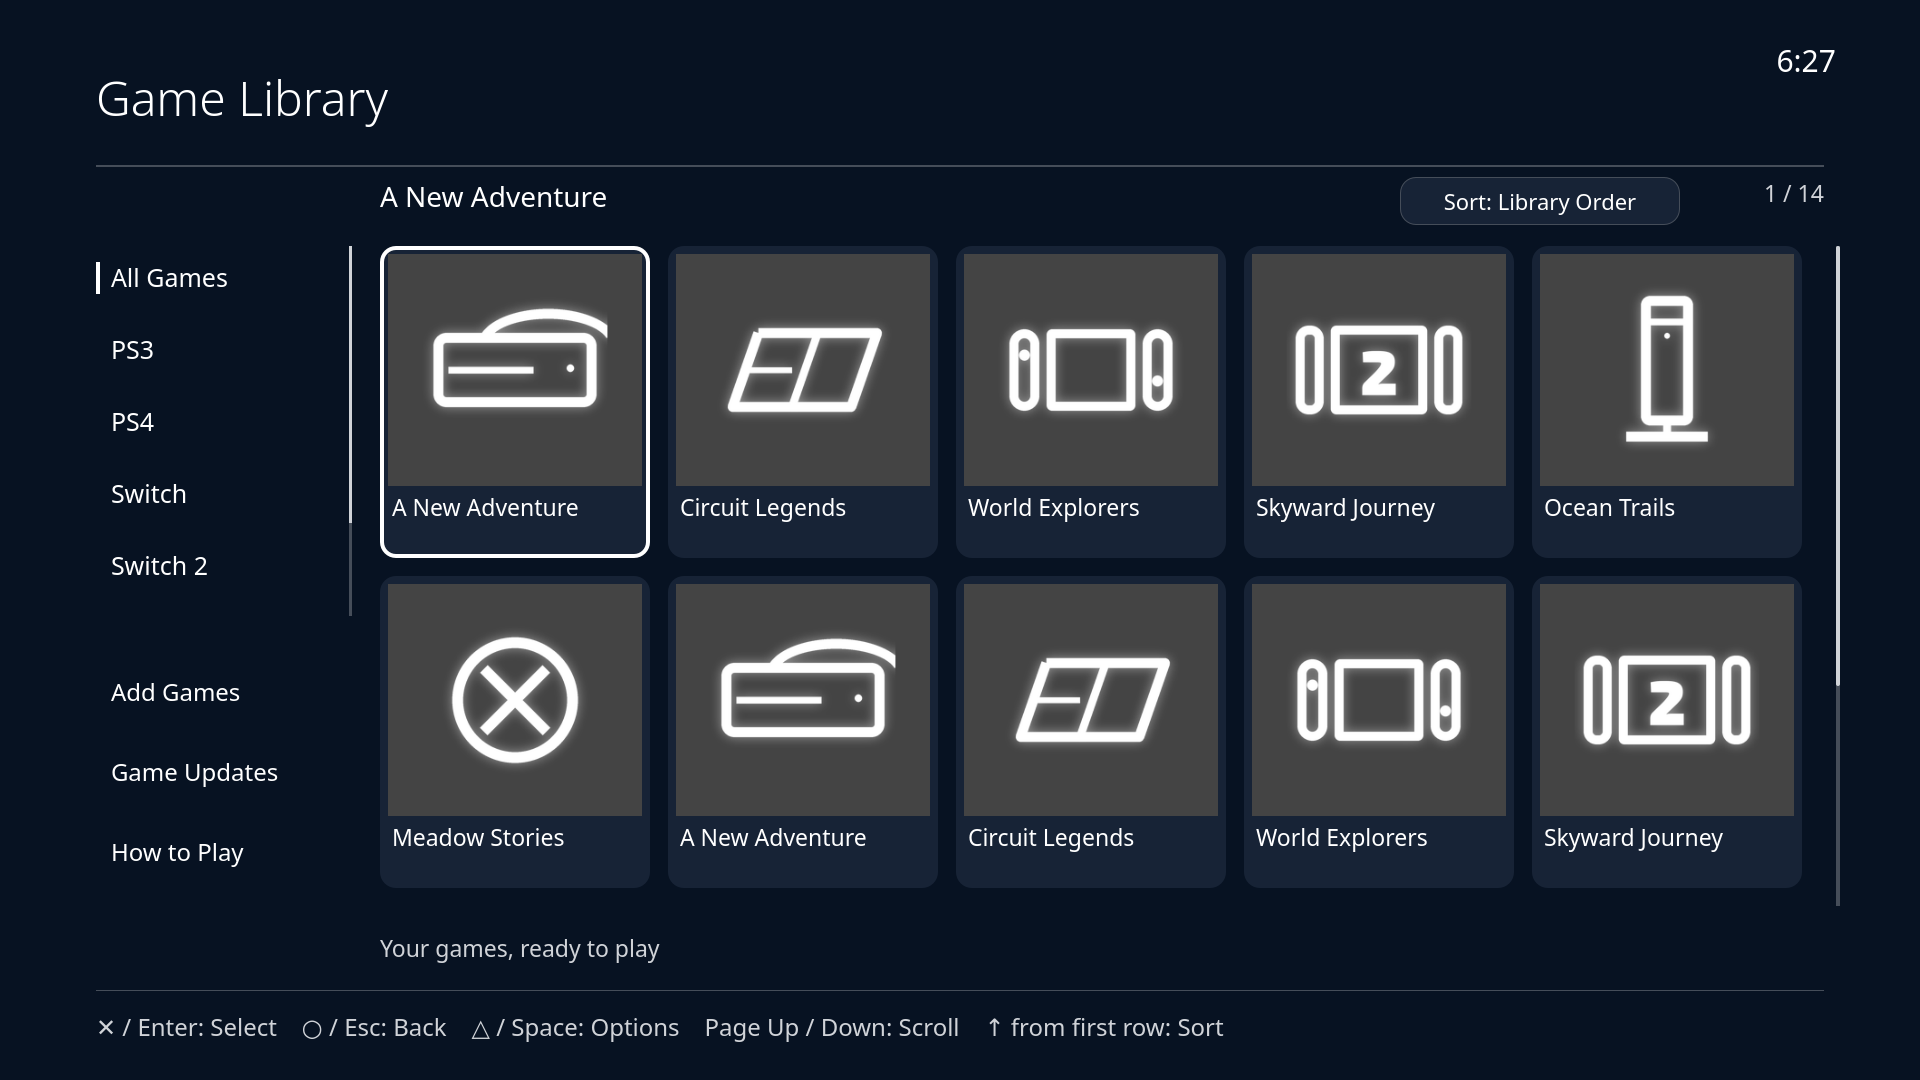 6:27
Game Library
A New Adventure
Sort: Library Order
1 / 14
All Games
PS3
PS4
Switch
Switch 2
Add Games
Game Updates
How to Play
A New Adventure
Circuit Legends
World Explorers
2
Skyward Journey
Ocean Trails
Meadow Stories
A New Adventure
Circuit Legends
World Explorers
2
Skyward Journey
Your games, ready to play
✕ / Enter: Select ○ / Esc: Back △ / Space: Options Page Up / Down: Scroll ↑ from first row: Sort